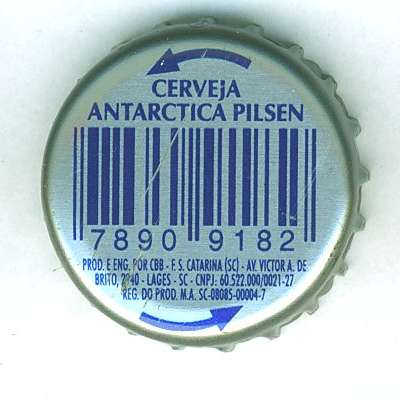 CERVEjA
ANTARCTICA PILSEN
7890 9182
PROD. E ENG. POR CBB - F. S. CATARINA (SC) - AV. VICTOR A. DE
BRITO, 2940 - LAGES - SC - CNPJ: 60.522.000/0021-27
REG. DO PROD. M.A. SC-08085-00004-7